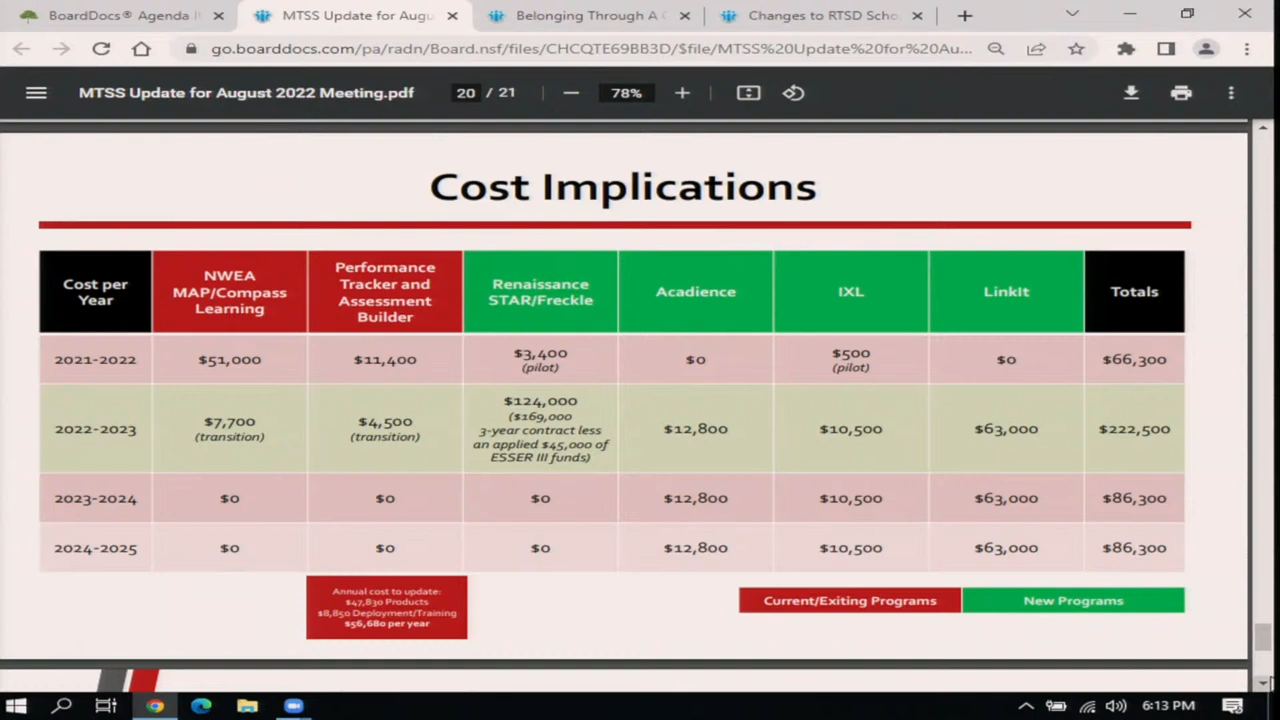 BoardDocs® Agenda I
MTSS Update for Augu
Belonging Through A C
Changes to RTSD Scho
go.boarddocs.com/pa/radn/Board.nsf/files/CHCQTE69BB3D/$file/MTSS%20Update%20for%20Au...
MTSS Update for August 2022 Meeting.pdf
20 / 21
78%
Cost Implications
Cost per
Year
NWEA
MAP/Compass
Learning
Performance
Tracker and
Assessment
Builder
Renaissance
STAR/Freckle
Acadience
IXL
LinkIt
Totals
2021-2022
$51,000
$11,400
$3,400
(pilot)
$0
$500
(pilot)
$0
$66,300
2022-2023
$7,700
(transition)
$4,500
(transition)
$124,000
($169,000
3-year contract less
an applied $45,000 of
ESSER III funds)
$12,800
$10,500
$63,000
$222,500
2023-2024
$0
$0
$0
$12,800
$10,500
$63,000
$86,300
2024-2025
$0
$0
$0
$12,800
$10,500
$63,000
$86,300
Annual cost to update:
$47,830 Products
$8,850 Deployment/Training
$56,680 per year
Current/Exiting Programs
New Programs
6:13 PM